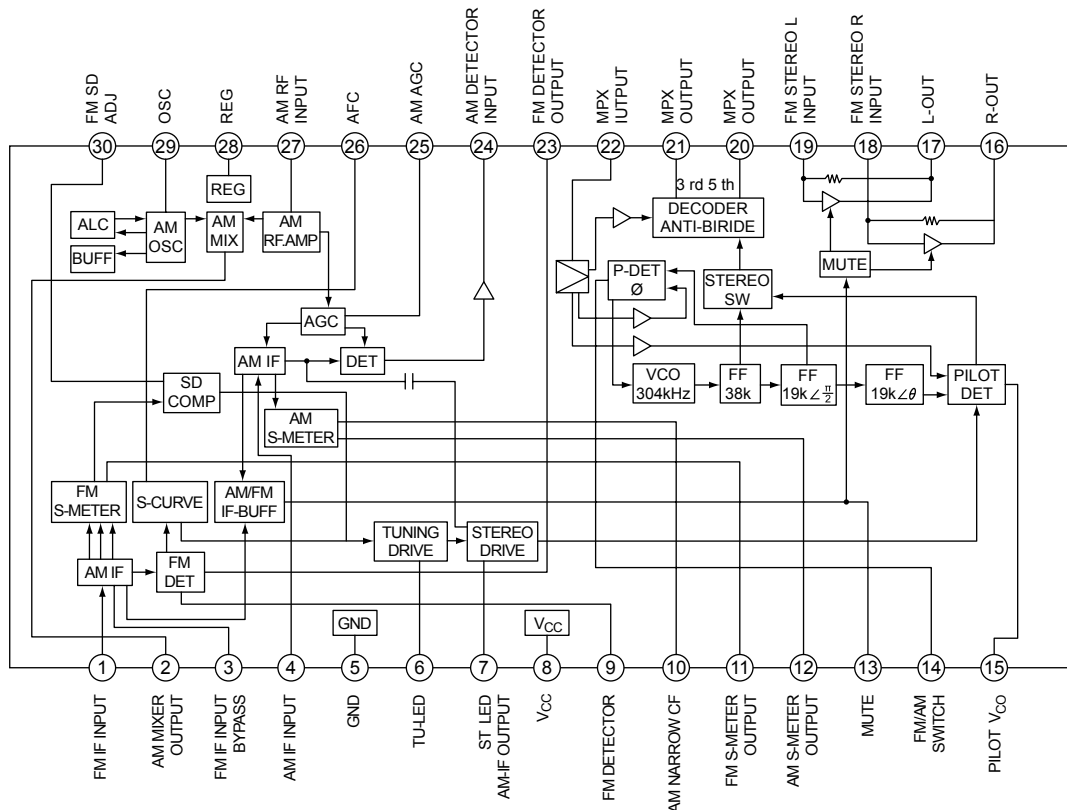 FM SD
ADJ
OSC
REG
AM RF
INPUT
AFC
AM AGC
AM DETECTOR
INPUT
FM DETECTOR
OUTPUT
MPX
IUTPUT
MPX
OUTPUT
MPX
OUTPUT
FM STEREO L
INPUT
FM STEREO R
INPUT
L-OUT
R-OUT
30
29
28
27
26
25
24
23
22
21
20
19
18
17
16
REG
3 rd 5 th
ALC
AM
OSC
AM
MIX
AM
RF.AMP
DECODER
ANTI-BIRIDE
BUFF
MUTE
P-DET
Ø
STEREO
SW
AGC
AM IF
DET
SD
COMP
VCO
304kHz
FF
38k
FF
19k∠π/2
FF
19k∠θ
PILOT
DET
AM
S-METER
FM
S-METER
S-CURVE
AM/FM
IF-BUFF
TUNING
DRIVE
STEREO
DRIVE
AM IF
FM
DET
GND
VCC
1
2
3
4
5
6
7
8
9
10
11
12
13
14
15
FM IF INPUT
AM MIXER
OUTPUT
FM IF INPUT
BYPASS
AM IF INPUT
GND
TU-LED
ST LED
AM-IF OUTPUT
VCC
FM DETECTOR
AM NARROW CF
FM S-METER
OUTPUT
AM S-METER
OUTPUT
MUTE
FM/AM
SWITCH
PILOT VCO